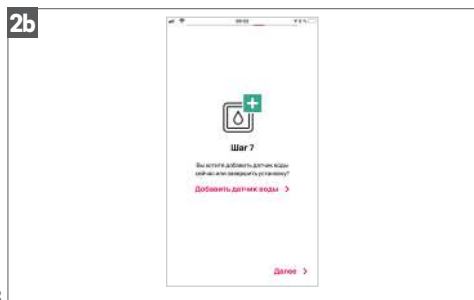 2b
Шаг 7
Вы хотите добавить датчик воды
сейчас или завершить установку?
Добавить датчик воды
Далее